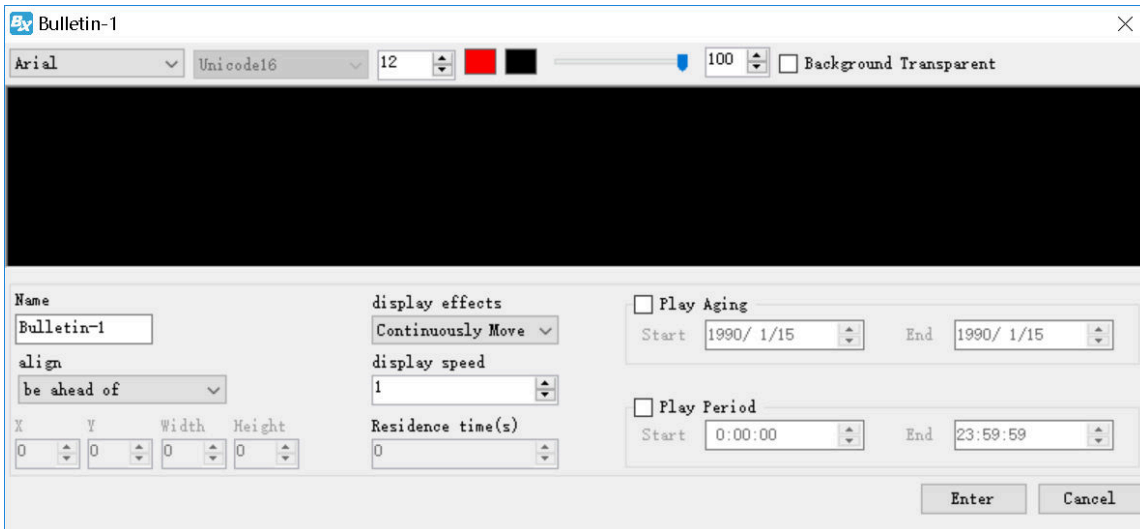 BX Bulletin-1
Arial Unicode16 12 100 Background Transparent
Name
Bulletin-1
align
be ahead of
X Y Width Height
0 0 0 0
display effects
Continuously Move
display speed
1
Residence time(s)
0
Play Aging
Start 1990/ 1/15 End 1990/ 1/15
Play Period
Start 0:00:00 End 23:59:59
Enter Cancel